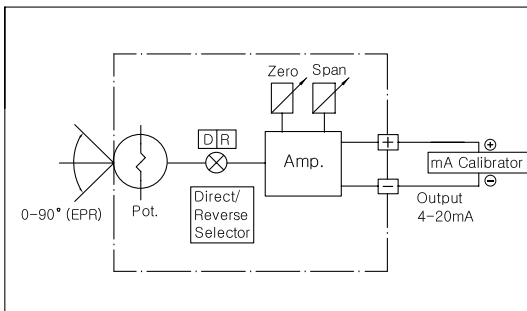 Zero Span
D R
Amp.
+
⊕
mA Calibrator
⊖
−
0-90° (EPR)
Pot.
Direct/
Reverse
Selector
Output
4-20mA